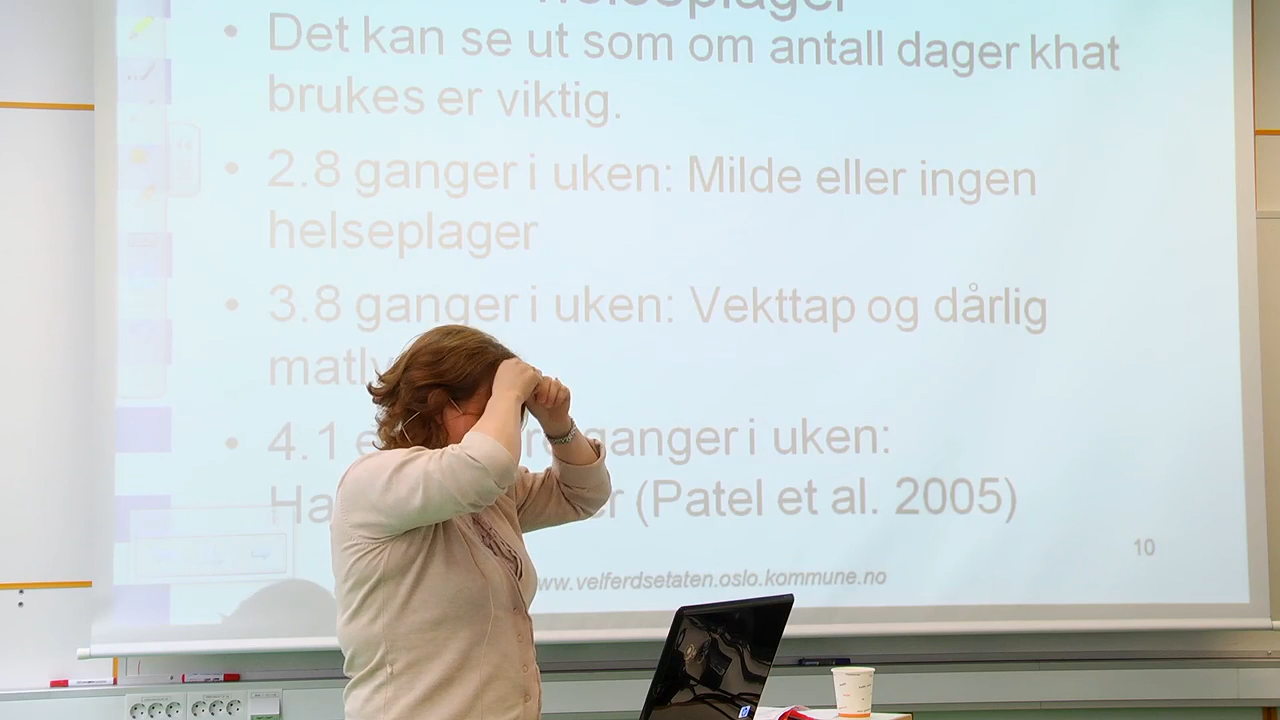 helseplager
• Det kan se ut som om antall dager khat
brukes er viktig.
• 2.8 ganger i uken: Milde eller ingen
helseplager
• 3.8 ganger i uken: Vekttap og dårlig
• 4.1 ganger i uken:
(Patel et al. 2005)
10
www.velferdsetaten.oslo.kommune.no
hp